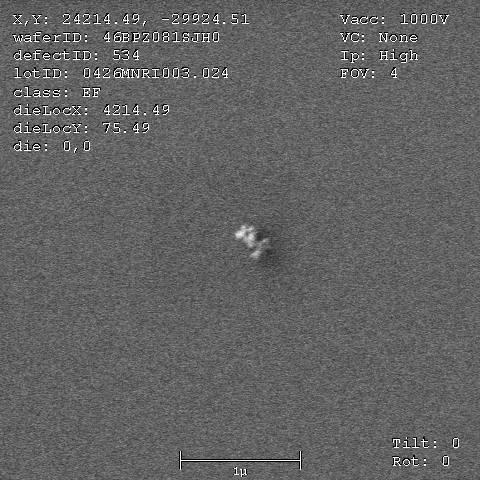 X,Y: 24214.49, -29924.51
waferID: 46BPZ081SJH0
defectID: 534
lotID: 0426MNRI003.024
class: EF
dieLocX: 4214.49
dieLocY: 75.49
die: 0,0
Vacc: 1000V
VC: None
Ip: High
FOV: 4
Tilt: 0
Rot: 0
1µ